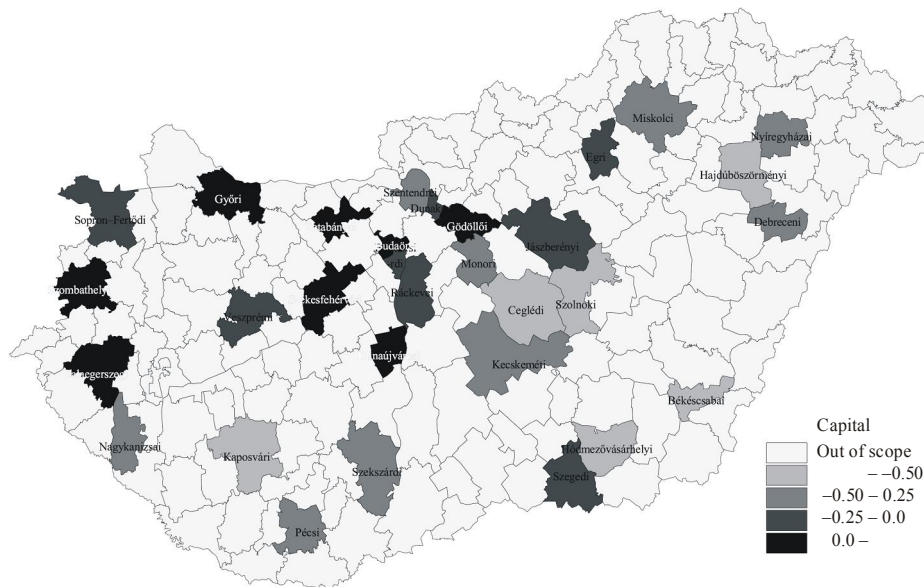 Miskolci
Nyíregyházai
Egri
Hajdúböszörményi
Győri
Szentendrei
Sopron–Fertődi
Debreceni
Gödöllői
Jászberényi
Monori
Ráckevei
Ceglédi
Szolnoki
Veszprémi
Kecskeméti
Békéscsabai
Nagykanizsai
Kaposvári
Szekszárdi
Hódmezővásárhelyi
Szegedi
Pécsi
Capital
Out of scope
– –0.50
–0.50 – 0.25
–0.25 – 0.0
0.0 –